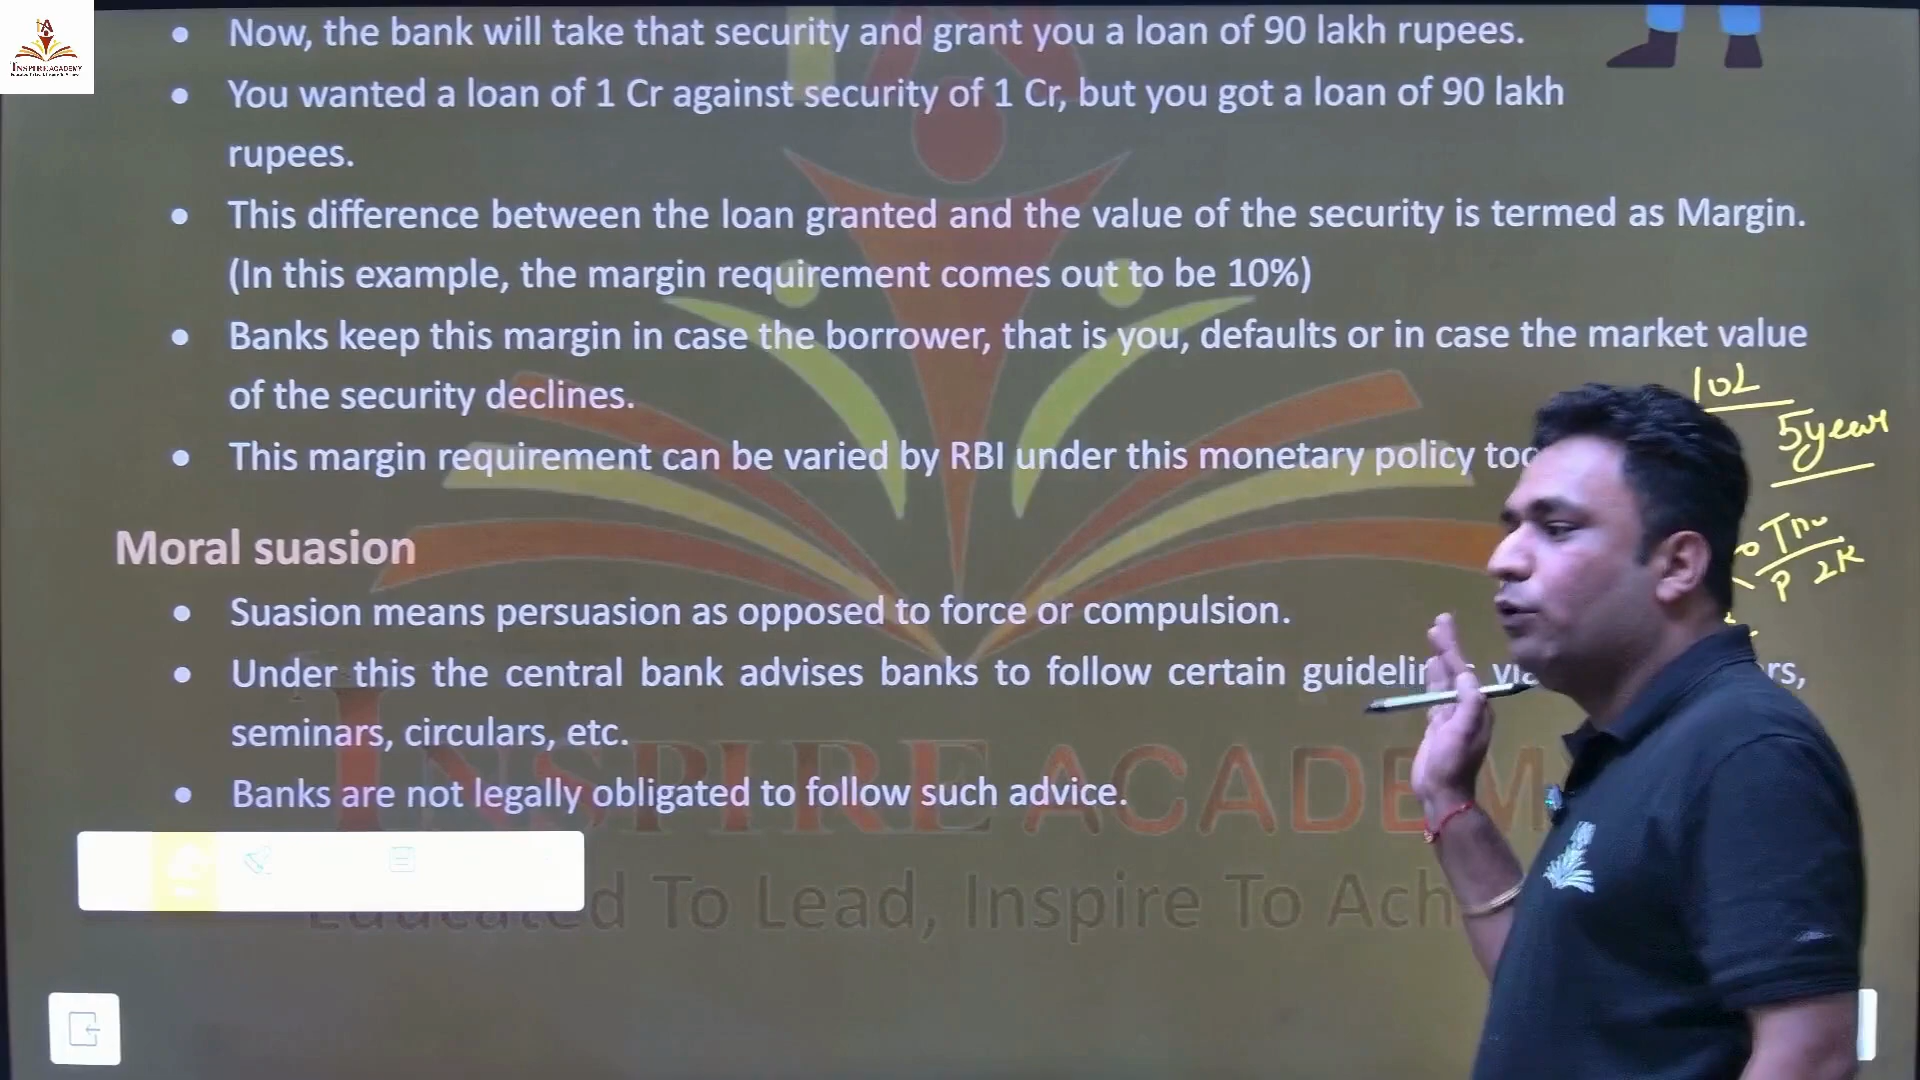 INSPIRE ACADEMY
Now, the bank will take that security and grant you a loan of 90 lakh rupees.
You wanted a loan of 1 Cr against security of 1 Cr, but you got a loan of 90 lakh
rupees.
This difference between the loan granted and the value of the security is termed as Margin.
(In this example, the margin requirement comes out to be 10%)
Banks keep this margin in case the borrower, that is you, defaults or in case the market value
of the security declines.
This margin requirement can be varied by RBI under this monetary policy
10L
5 year
P 2K
Moral suasion
Suasion means persuasion as opposed to force or compulsion.
Under this the central bank advises banks to follow certain
seminars, circulars, etc.
Banks are not legally obligated to follow such advice.
INSPIRE ACADEMY
Educated To Lead, Inspire To